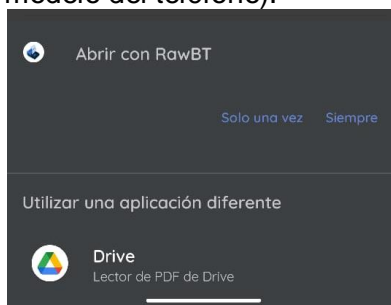 modelo del teléfono).
Abrir con RawBT
Solo una vez Siempre
Utilizar una aplicación diferente
Drive
Lector de PDF de Drive